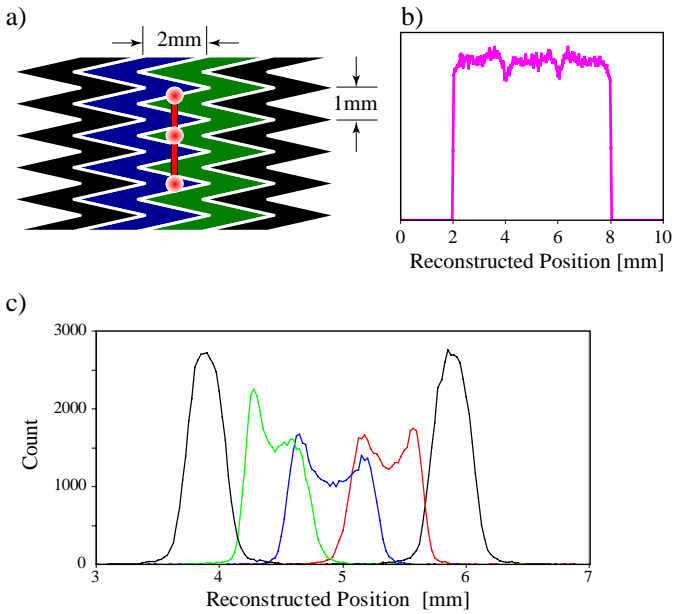 a)
2mm
1mm
b)
0 2 4 6 8 10
Reconstructed Position [mm]
c)
3000
2000
1000
0
Count
3 4 5 6 7
Reconstructed Position [mm]